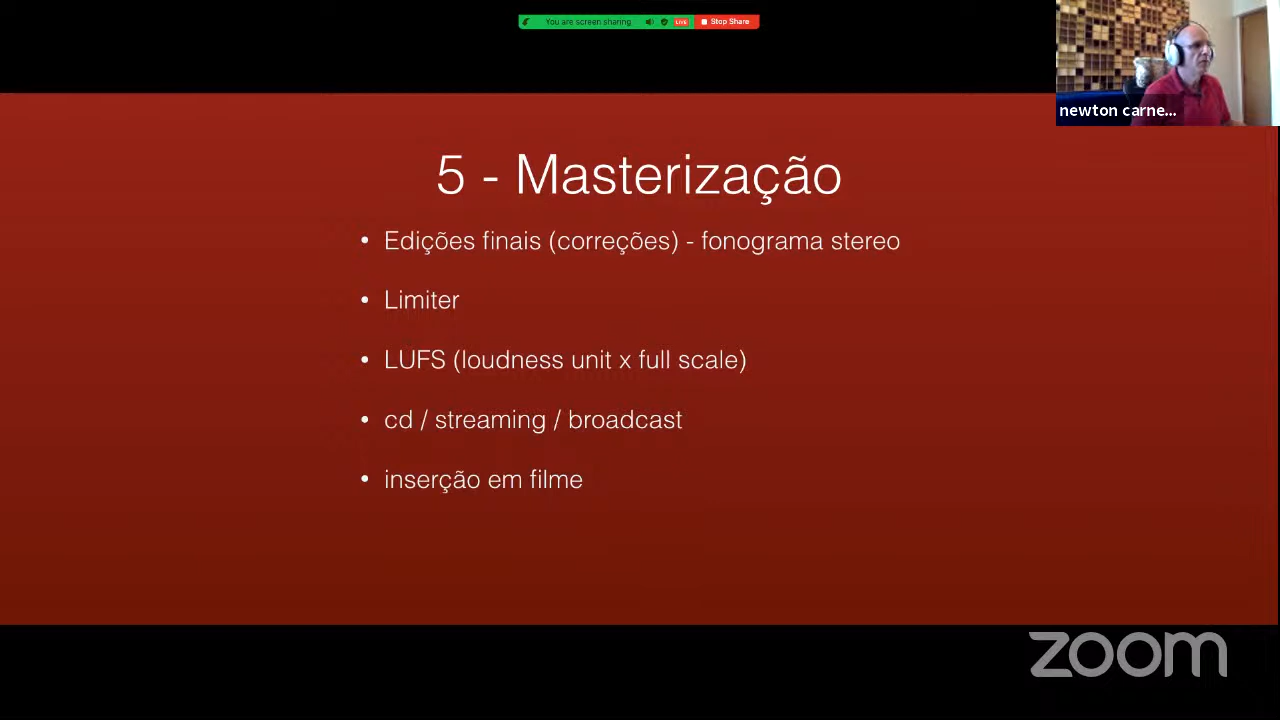 You are screen sharing
LIVE
Stop Share
newton carne...
5 - Masterização
• Edições finais (correções) - fonograma stereo
• Limiter
• LUFS (loudness unit x full scale)
• cd / streaming / broadcast
• inserção em filme
zoom